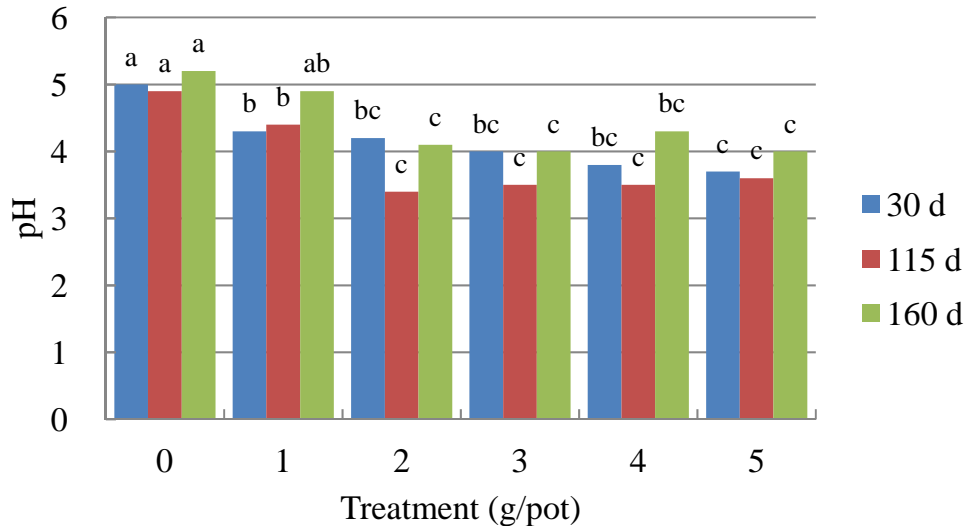 6
5
4
3
2
1
0
pH
a a a
b b ab
bc c c
bc c c
bc c bc
c c c
0 1 2 3 4 5
Treatment (g/pot)
30 d
115 d
160 d